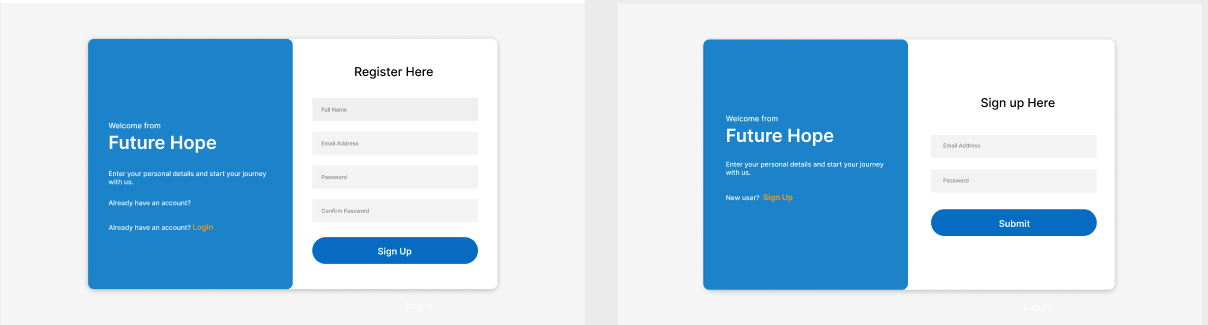 Register Here
Full Name
Welcome from
Future Hope
Email Address
Enter your personal details and start your journey
with us.
Password
Already have an account?
Confirm Password
Already have an account? Login
Sign Up
Log in
Sign up Here
Welcome from
Future Hope
Email Address
Enter your personal details and start your journey
with us.
Password
New user? Sign Up
Submit
Log in